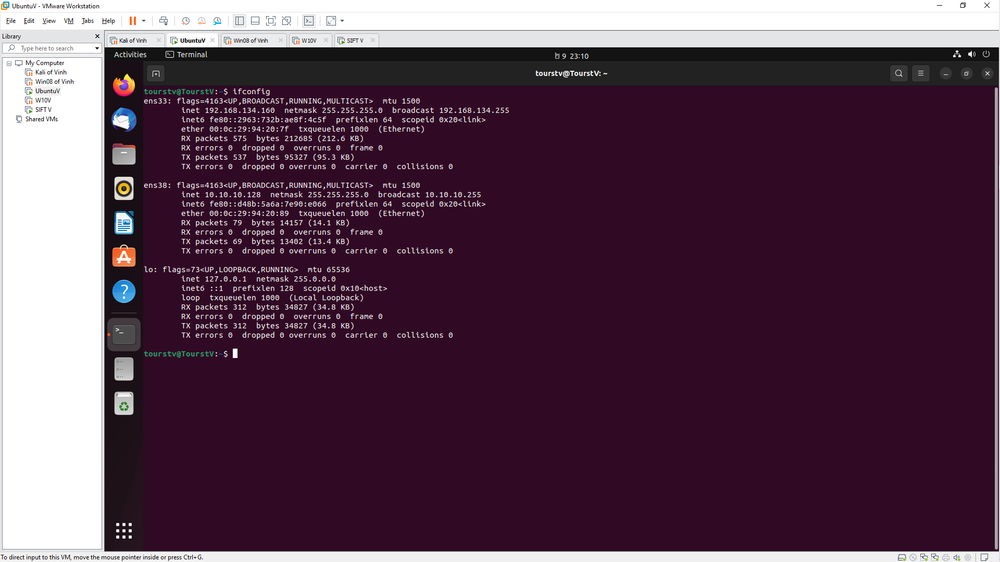 UbuntuV - VMware Workstation
File Edit View VM Tabs Help
Library
Type here to search
My Computer
Kali of Vinh
Win08 of Vinh
UbuntuV
W10V
SIFT V
Shared VMs
Kali of Vinh UbuntuV Win08 of Vinh W10V SIFT V
Activities Terminal 9 23:10
tourstv@TourstV: ~
tourstv@TourstV:~$ ifconfig
ens33: flags=4163<UP,BROADCAST,RUNNING,MULTICAST>  mtu 1500
inet 192.168.134.160  netmask 255.255.255.0  broadcast 192.168.134.255
inet6 fe80::2963:732b:ae8f:4c5f  prefixlen 64  scopeid 0x20<link>
ether 00:0c:29:94:20:7f  txqueuelen 1000  (Ethernet)
RX packets 575  bytes 212685 (212.6 KB)
RX errors 0  dropped 0  overruns 0  frame 0
TX packets 537  bytes 95327 (95.3 KB)
TX errors 0  dropped 0 overruns 0  carrier 0  collisions 0
ens38: flags=4163<UP,BROADCAST,RUNNING,MULTICAST>  mtu 1500
inet 10.10.10.128  netmask 255.255.255.0  broadcast 10.10.10.255
inet6 fe80::d48b:5a6a:7e90:e066  prefixlen 64  scopeid 0x20<link>
ether 00:0c:29:94:20:89  txqueuelen 1000  (Ethernet)
RX packets 79  bytes 14157 (14.1 KB)
RX errors 0  dropped 0  overruns 0  frame 0
TX packets 69  bytes 13402 (13.4 KB)
TX errors 0  dropped 0 overruns 0  carrier 0  collisions 0
lo: flags=73<UP,LOOPBACK,RUNNING>  mtu 65536
inet 127.0.0.1  netmask 255.0.0.0
inet6 ::1  prefixlen 128  scopeid 0x10<host>
loop  txqueuelen 1000  (Local Loopback)
RX packets 312  bytes 34827 (34.8 KB)
RX errors 0  dropped 0  overruns 0  frame 0
TX packets 312  bytes 34827 (34.8 KB)
TX errors 0  dropped 0 overruns 0  carrier 0  collisions 0
tourstv@TourstV:~$
To direct input to this VM, move the mouse pointer inside or press Ctrl+G.